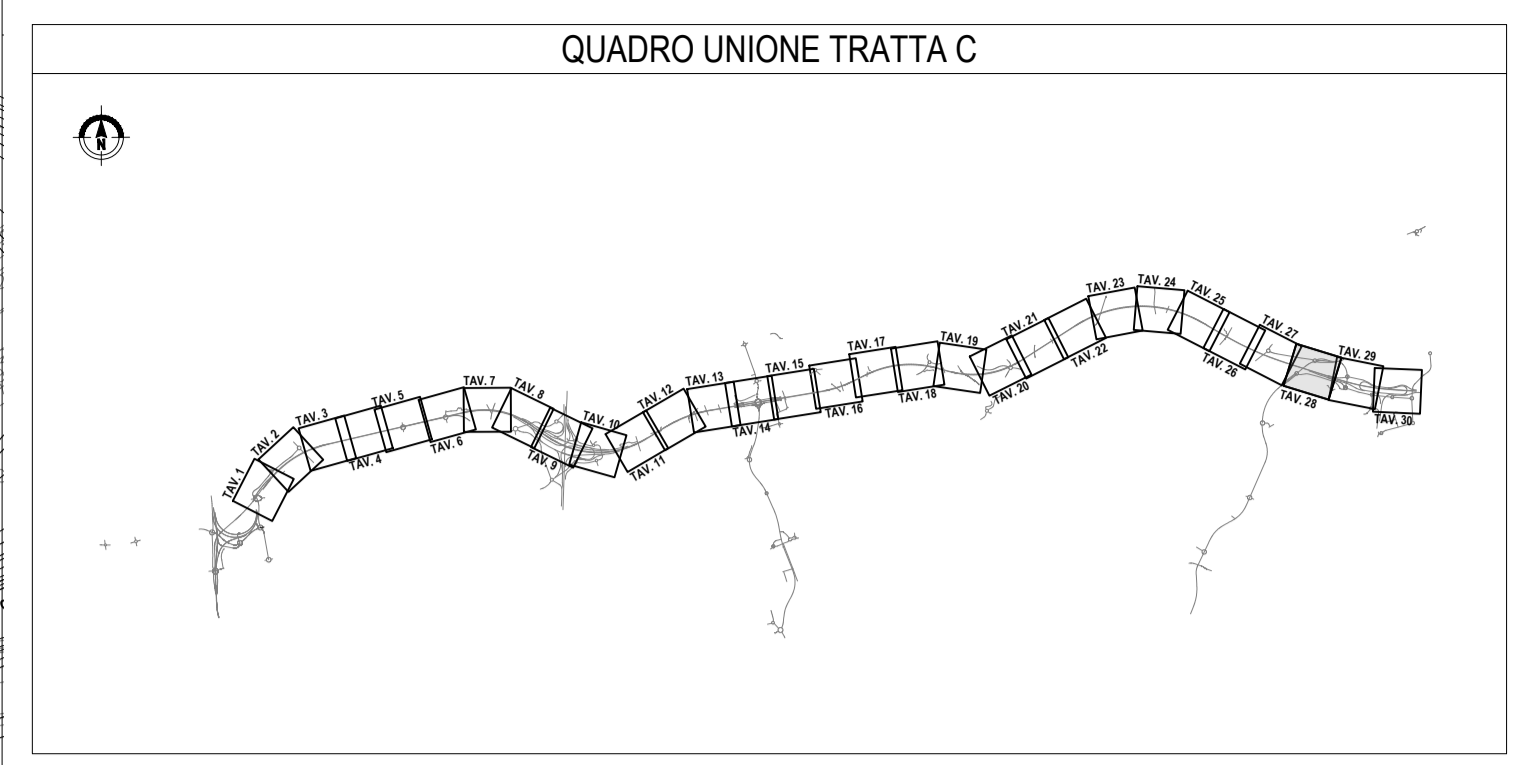 QUADRO UNIONE TRATTA C
N
TAV. 1
TAV. 2
TAV. 3
TAV. 4
TAV. 5
TAV. 6
TAV. 7
TAV. 8
TAV. 9
TAV. 10
TAV. 11
TAV. 12
TAV. 13
TAV. 14
TAV. 15
TAV. 16
TAV. 17
TAV. 18
TAV. 19
TAV. 20
TAV. 21
TAV. 22
TAV. 23
TAV. 24
TAV. 25
TAV. 26
TAV. 27
TAV. 28
TAV. 29
TAV. 30